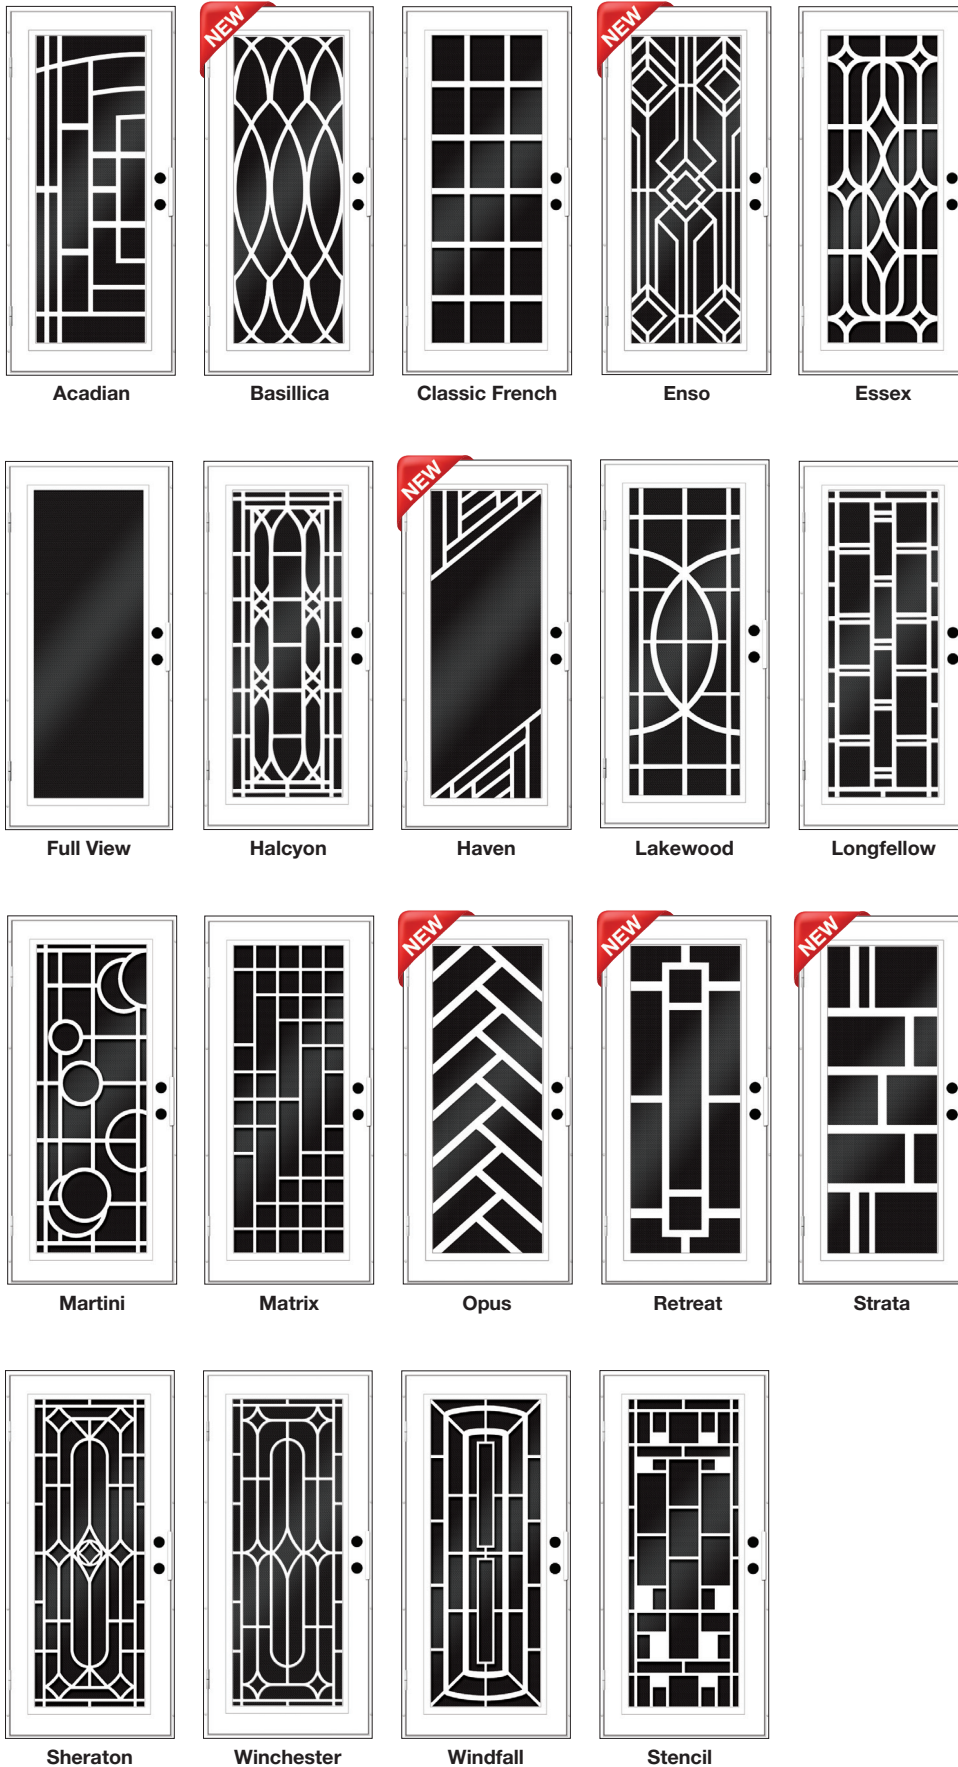 NEW
NEW
Acadian
Basillica
Classic French
Enso
Essex
NEW
Full View
Halcyon
Haven
Lakewood
Longfellow
NEW
NEW
NEW
Martini
Matrix
Opus
Retreat
Strata
Sheraton
Winchester
Windfall
Stencil